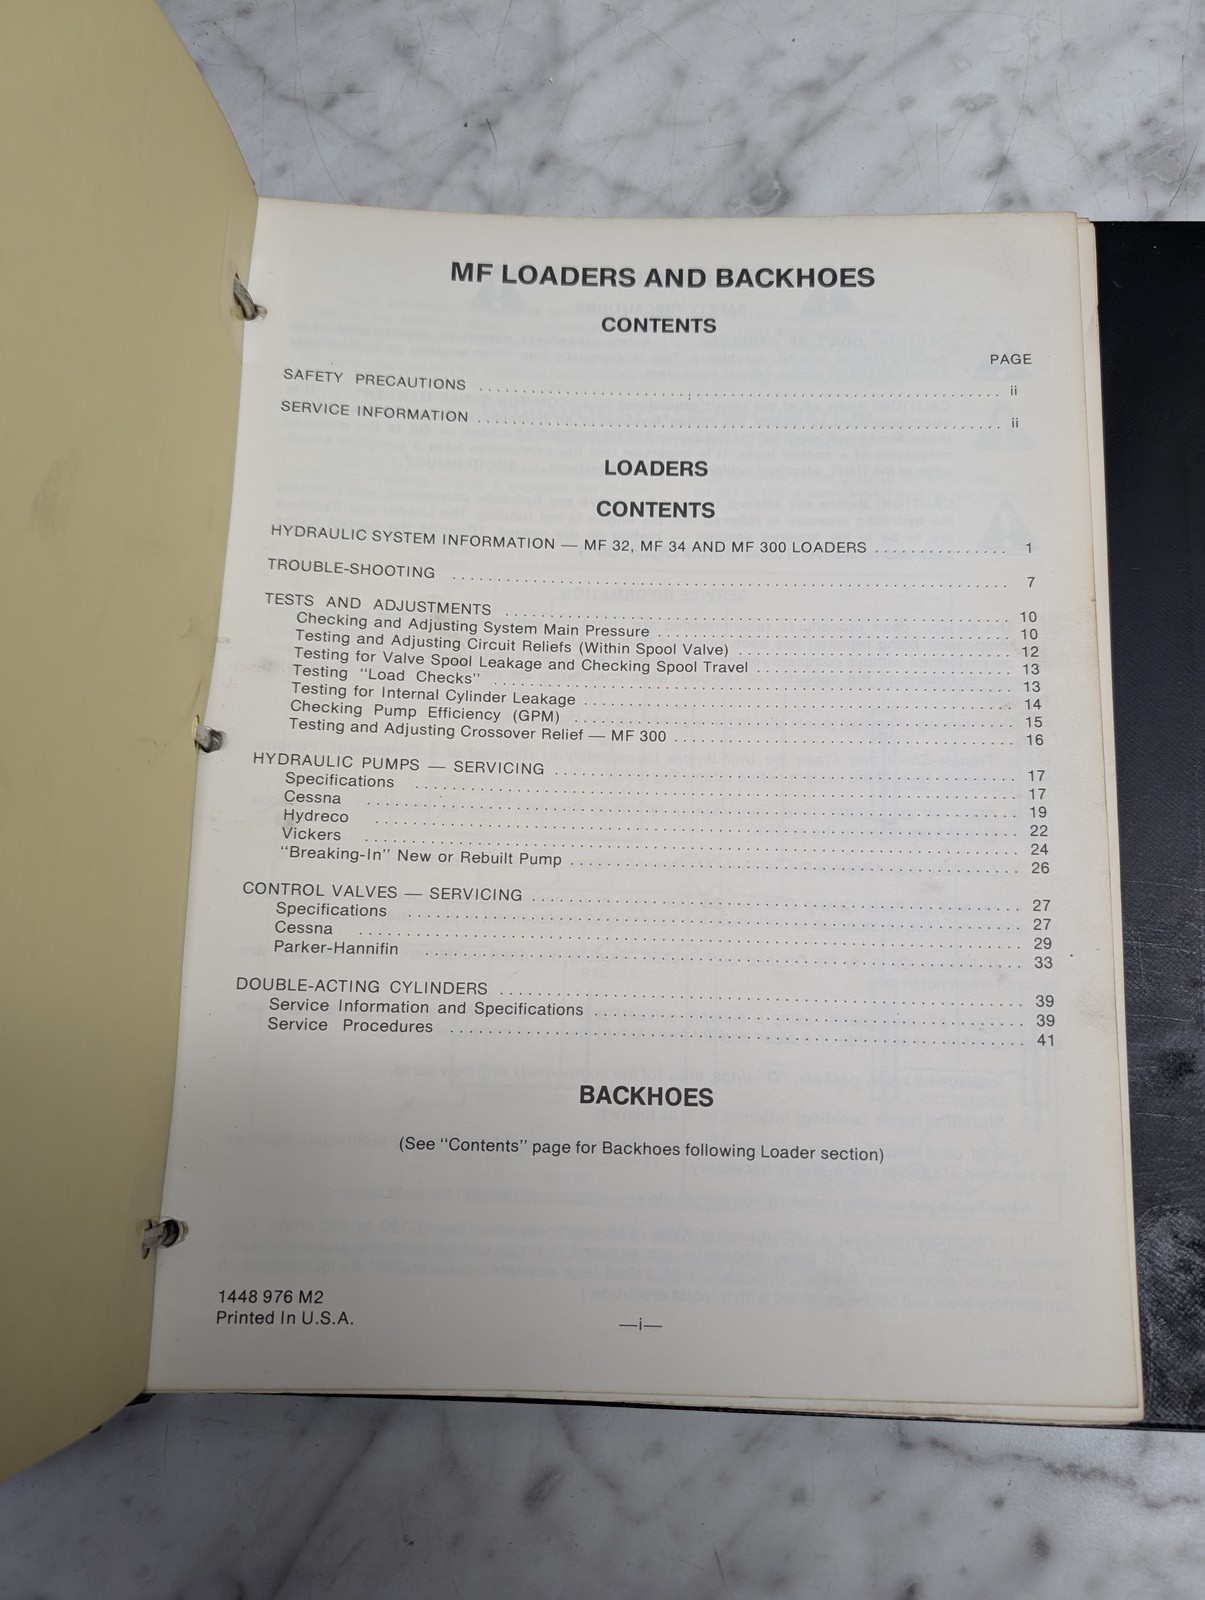 MF LOADERS AND BACKHOES
CONTENTS
PAGE
SAFETY PRECAUTIONS ........ ii
SERVICE INFORMATION ........ ii
LOADERS
CONTENTS
HYDRAULIC SYSTEM INFORMATION — MF 32, MF 34 AND MF 300 LOADERS ........ 1
TROUBLE-SHOOTING ........ 7
TESTS AND ADJUSTMENTS ........ 10
Checking and Adjusting System Main Pressure ........ 10
Testing and Adjusting Circuit Reliefs (Within Spool Valve) ........ 12
Testing for Valve Spool Leakage and Checking Spool Travel ........ 13
Testing "Load Checks" ........ 13
Testing for Internal Cylinder Leakage ........ 14
Checking Pump Efficiency (GPM) ........ 15
Testing and Adjusting Crossover Relief — MF 300 ........ 16
HYDRAULIC PUMPS — SERVICING ........ 17
Specifications ........ 17
Cessna ........ 19
Hydreco ........ 22
Vickers ........ 24
"Breaking-In" New or Rebuilt Pump ........ 26
CONTROL VALVES — SERVICING ........ 27
Specifications ........ 27
Cessna ........ 29
Parker-Hannifin ........ 33
DOUBLE-ACTING CYLINDERS ........ 39
Service Information and Specifications ........ 39
Service Procedures ........ 41
BACKHOES
(See "Contents" page for Backhoes following Loader section)
1448 976 M2
Printed In U.S.A.
—i—